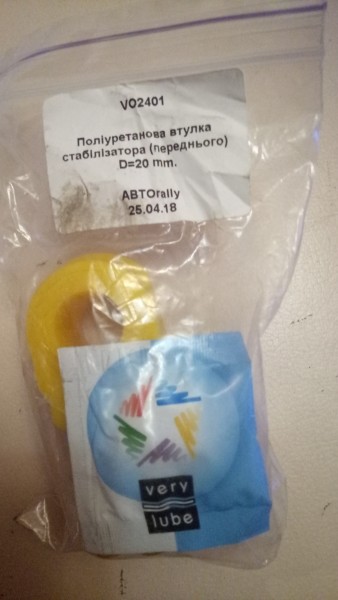 VO2401
Поліуретанова втулка
стабілізатора (переднього)
D=20 mm.
АВТОrally
25.04.18
very
lube